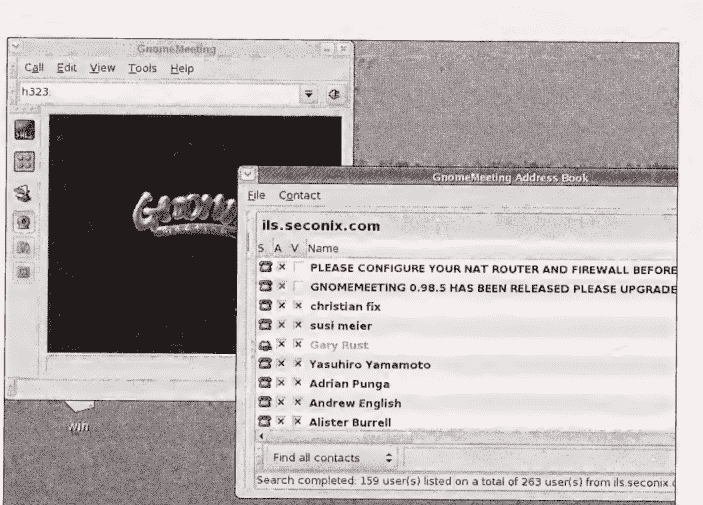 GnomeMeeting
Call Edit View Tools Help
h323:
GnomeMeeting Address Book
File Contact
ils.seconix.com
S A V Name
PLEASE CONFIGURE YOUR NAT ROUTER AND FIREWALL BEFORE
GNOMEMEETING 0.98.5 HAS BEEN RELEASED PLEASE UPGRADE
christian fix
susi meier
Gary Rust
Yasuhiro Yamamoto
Adrian Punga
Andrew English
Alister Burrell
win
Find all contacts
Search completed: 159 user(s) listed on a total of 263 user(s) from ils.seconix.